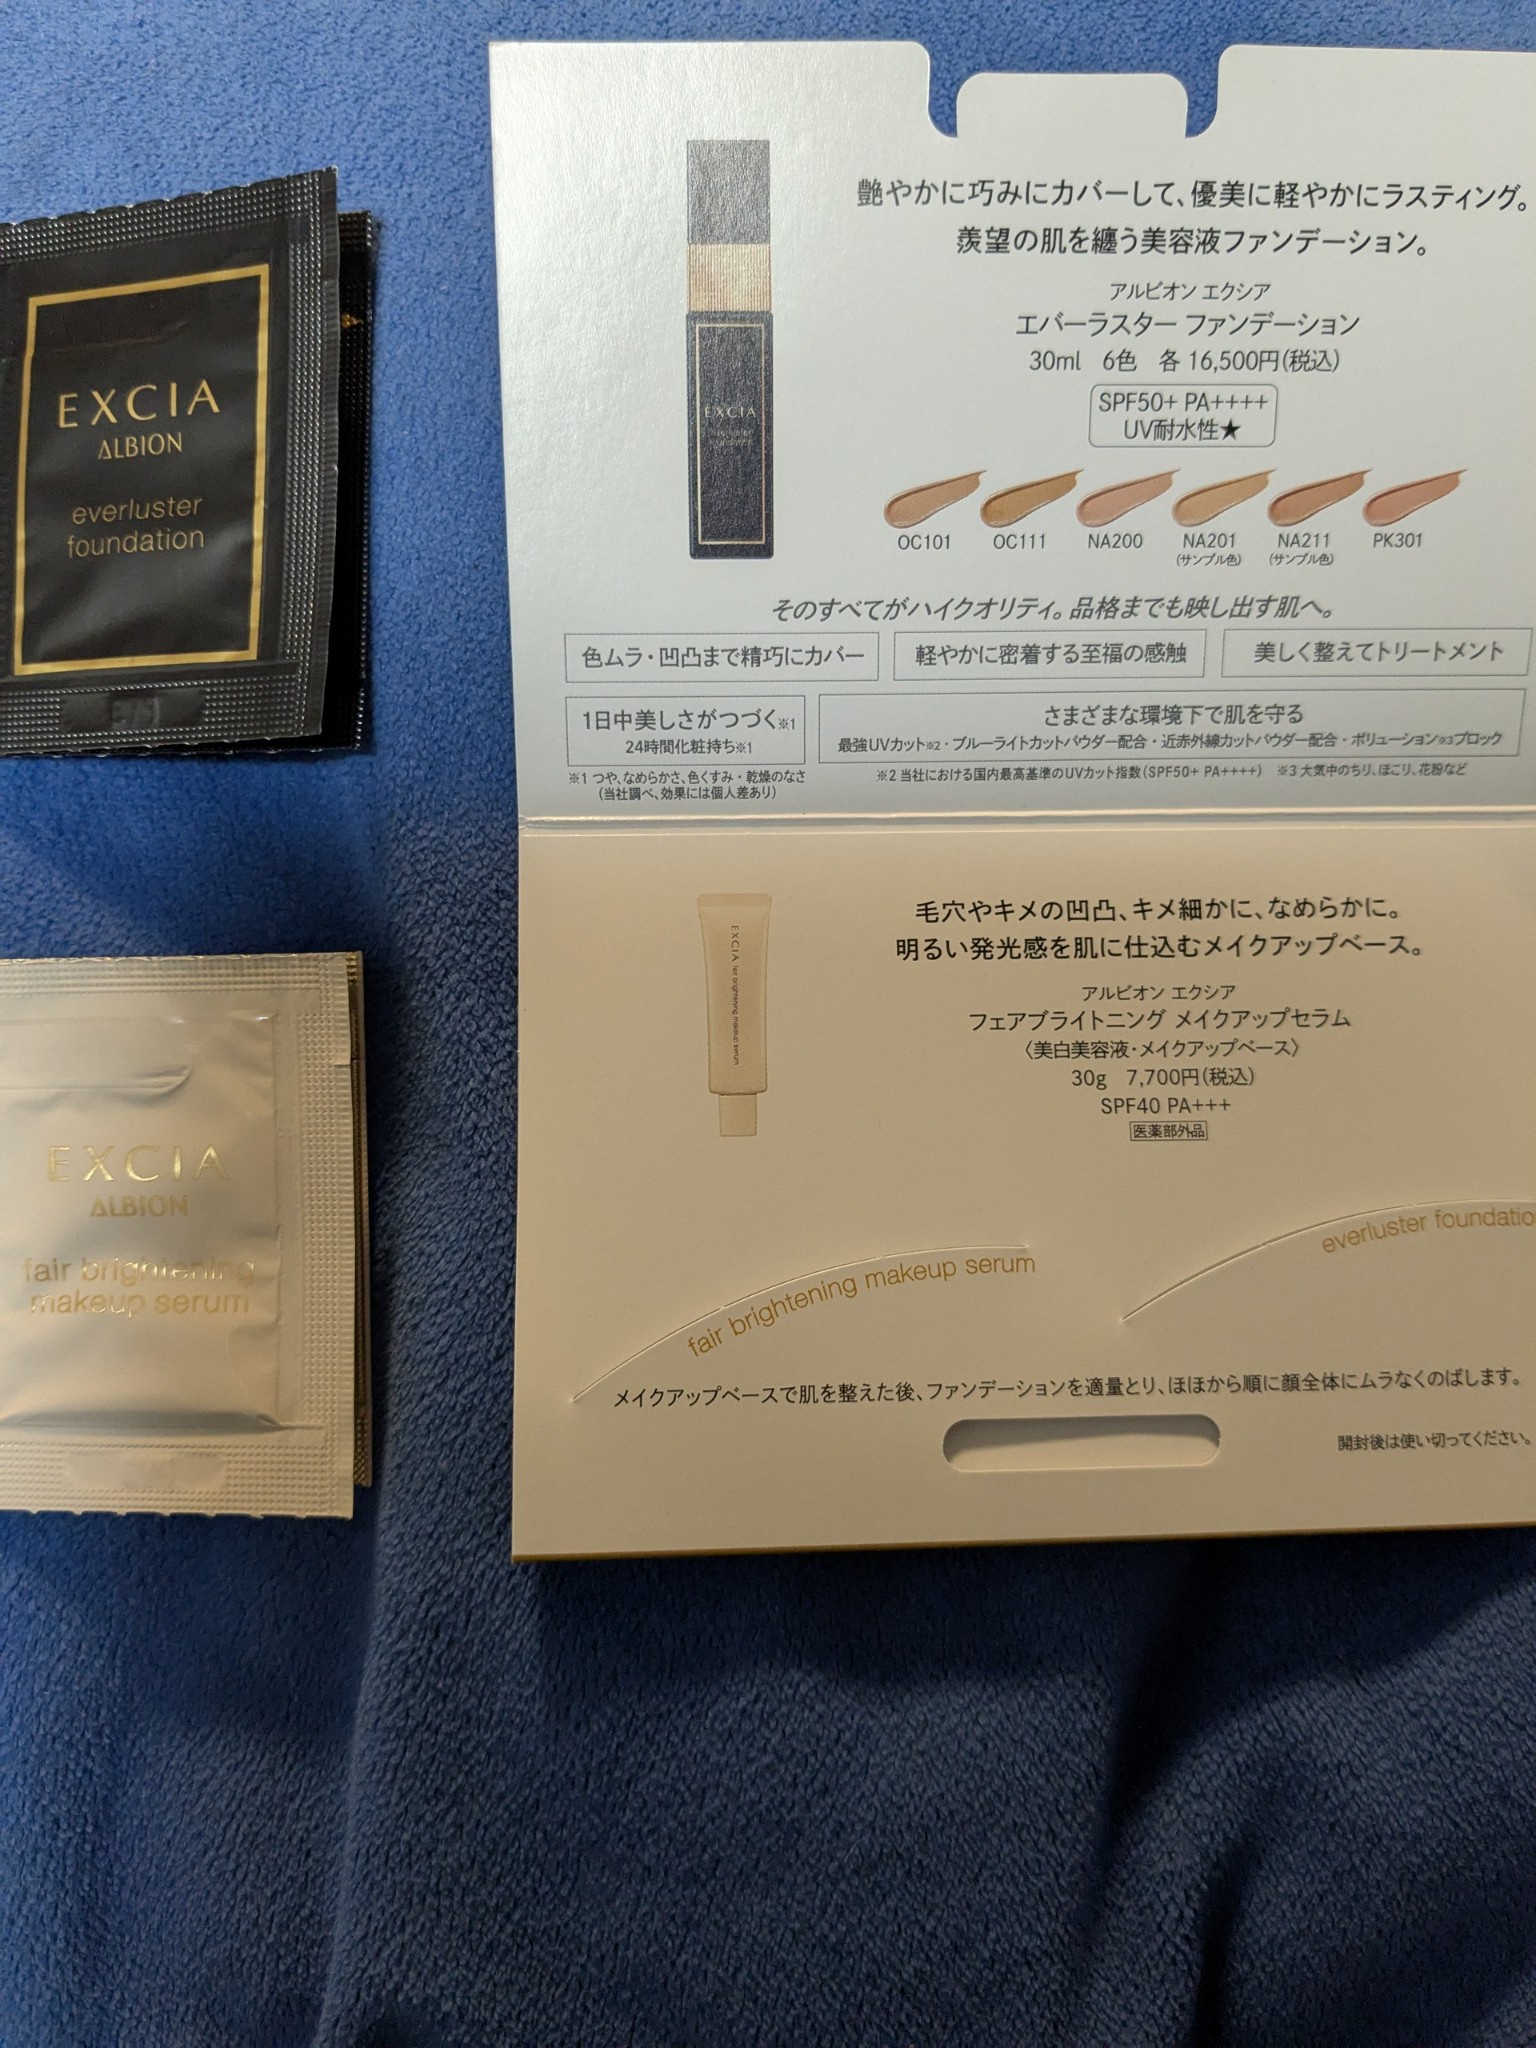 EXCIA
ALBION
everluster
foundation
EXCIA
ALBION
fair brightening
makeup serum
EXCIA
everluster
foundation
艶やかに巧みにカバーして、優美に軽やかにラスティング。
羨望の肌を纏う美容液ファンデーション。
アルビオン エクシア
エバーラスター ファンデーション
30ml 6色 各 16,500円(税込)
SPF50+ PA++++
UV耐水性★
OC101 OC111 NA200 NA201 NA211 PK301
(サンプル色) (サンプル色)
そのすべてがハイクオリティ。品格までも映し出す肌へ。
色ムラ・凹凸まで精巧にカバー 軽やかに密着する至福の感触 美しく整えてトリートメント
1日中美しさがつづく※1
24時間化粧持ち※1
さまざまな環境下で肌を守る
最強UVカット※2・ブルーライトカットパウダー配合・近赤外線カットパウダー配合・ポリューション※3ブロック
※1 つや、なめらかさ、色くすみ・乾燥のなさ
(当社調べ、効果には個人差あり)
※2 当社における国内最高基準のUVカット指数(SPF50+ PA++++) ※3 大気中のちり、ほこり、花粉など
EXCIA fair brightening makeup serum
毛穴やキメの凹凸、キメ細かに、なめらかに。
明るい発光感を肌に仕込むメイクアップベース。
アルビオン エクシア
フェアブライトニング メイクアップセラム
〈美白美容液・メイクアップベース〉
30g 7,700円(税込)
SPF40 PA+++
医薬部外品
fair brightening makeup serum
everluster foundatio
メイクアップベースで肌を整えた後、ファンデーションを適量とり、ほほから順に顔全体にムラなくのばします。
開封後は使い切ってください。